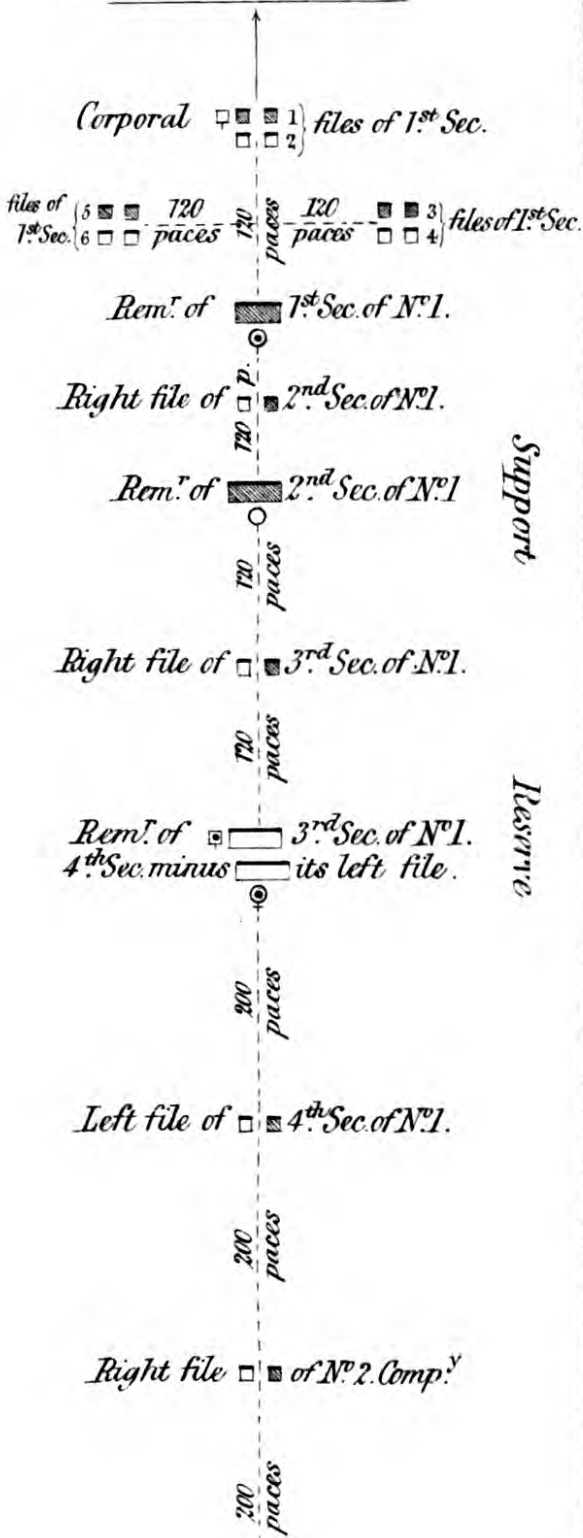 Corporal 1 2 files of 1st Sec.
files of 1st Sec. 5 6 120 paces 120 paces 120 paces 3 4 files of 1st Sec.
Remr. of 1st Sec. of No. 1.
Right file of 2nd Sec. of No. 1.
120 p.
Remr. of 2nd Sec. of No. 1
Support
120 paces
Right file of 3rd Sec. of No. 1.
120 paces
Remr. of 3rd Sec. of No. 1.
4th Sec. minus its left file.
Reserve
200 paces
Left file of 4th Sec. of No. 1.
200 paces
Right file of No. 2. Compy.
200 paces